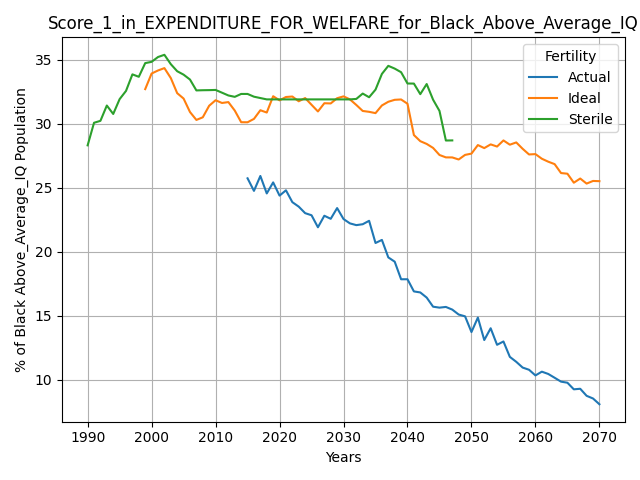 Score_1_in_EXPENDITURE_FOR_WELFARE_for_Black_Above_Average_IQ
Fertility
Actual
Ideal
Sterile
% of Black Above_Average_IQ Population
35
30
25
20
15
10
1990 2000 2010 2020 2030 2040 2050 2060 2070
Years